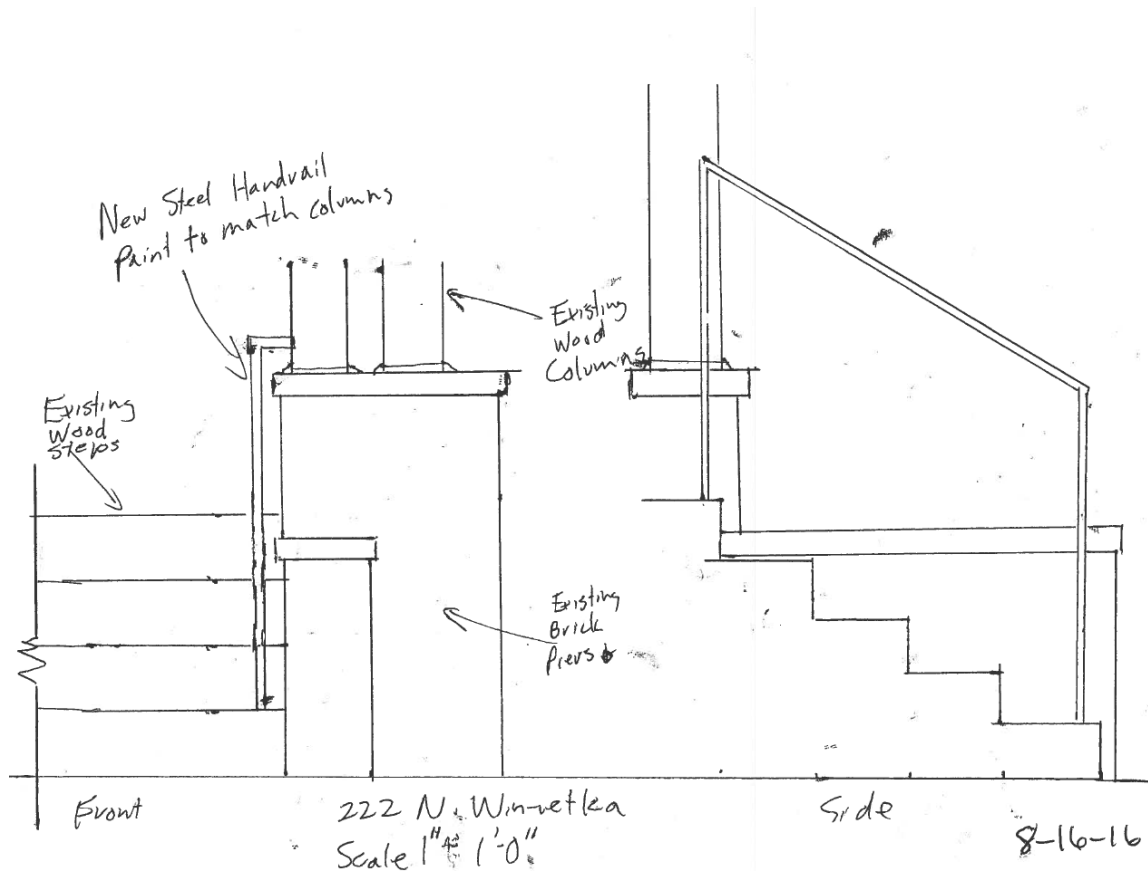 New Steel Handrail
Paint to match columns
Existing
Wood
Columns
Existing
Wood
Steps
Existing
Brick
Piers
Front
222 N. Winnetka
Scale 1" = 1'-0"
Side
8-16-16